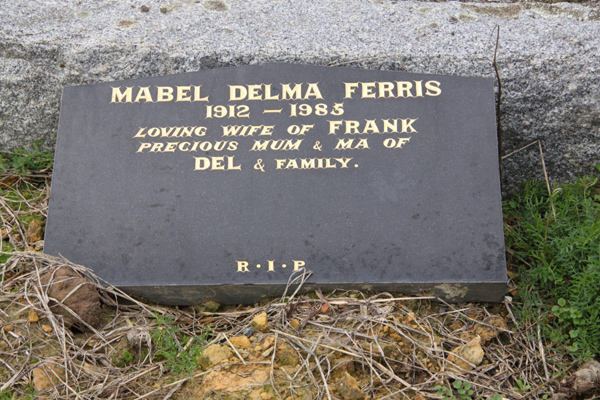 MABEL DELMA FERRIS
1912 — 1985
LOVING WIFE OF FRANK
PRECIOUS MUM & MA OF
DEL & FAMILY.
R·I·P